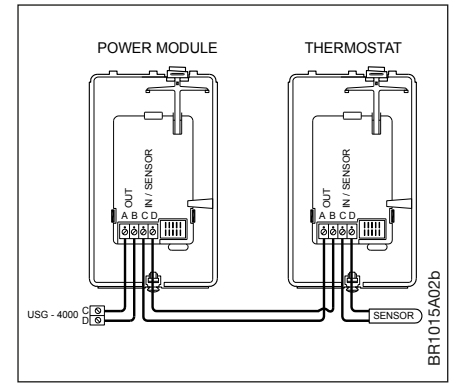 POWER MODULE
THERMOSTAT
OUT
IN / SENSOR
A B C D
OUT
IN / SENSOR
A B C D
USG - 4000
C
D
SENSOR
BR1015A02b